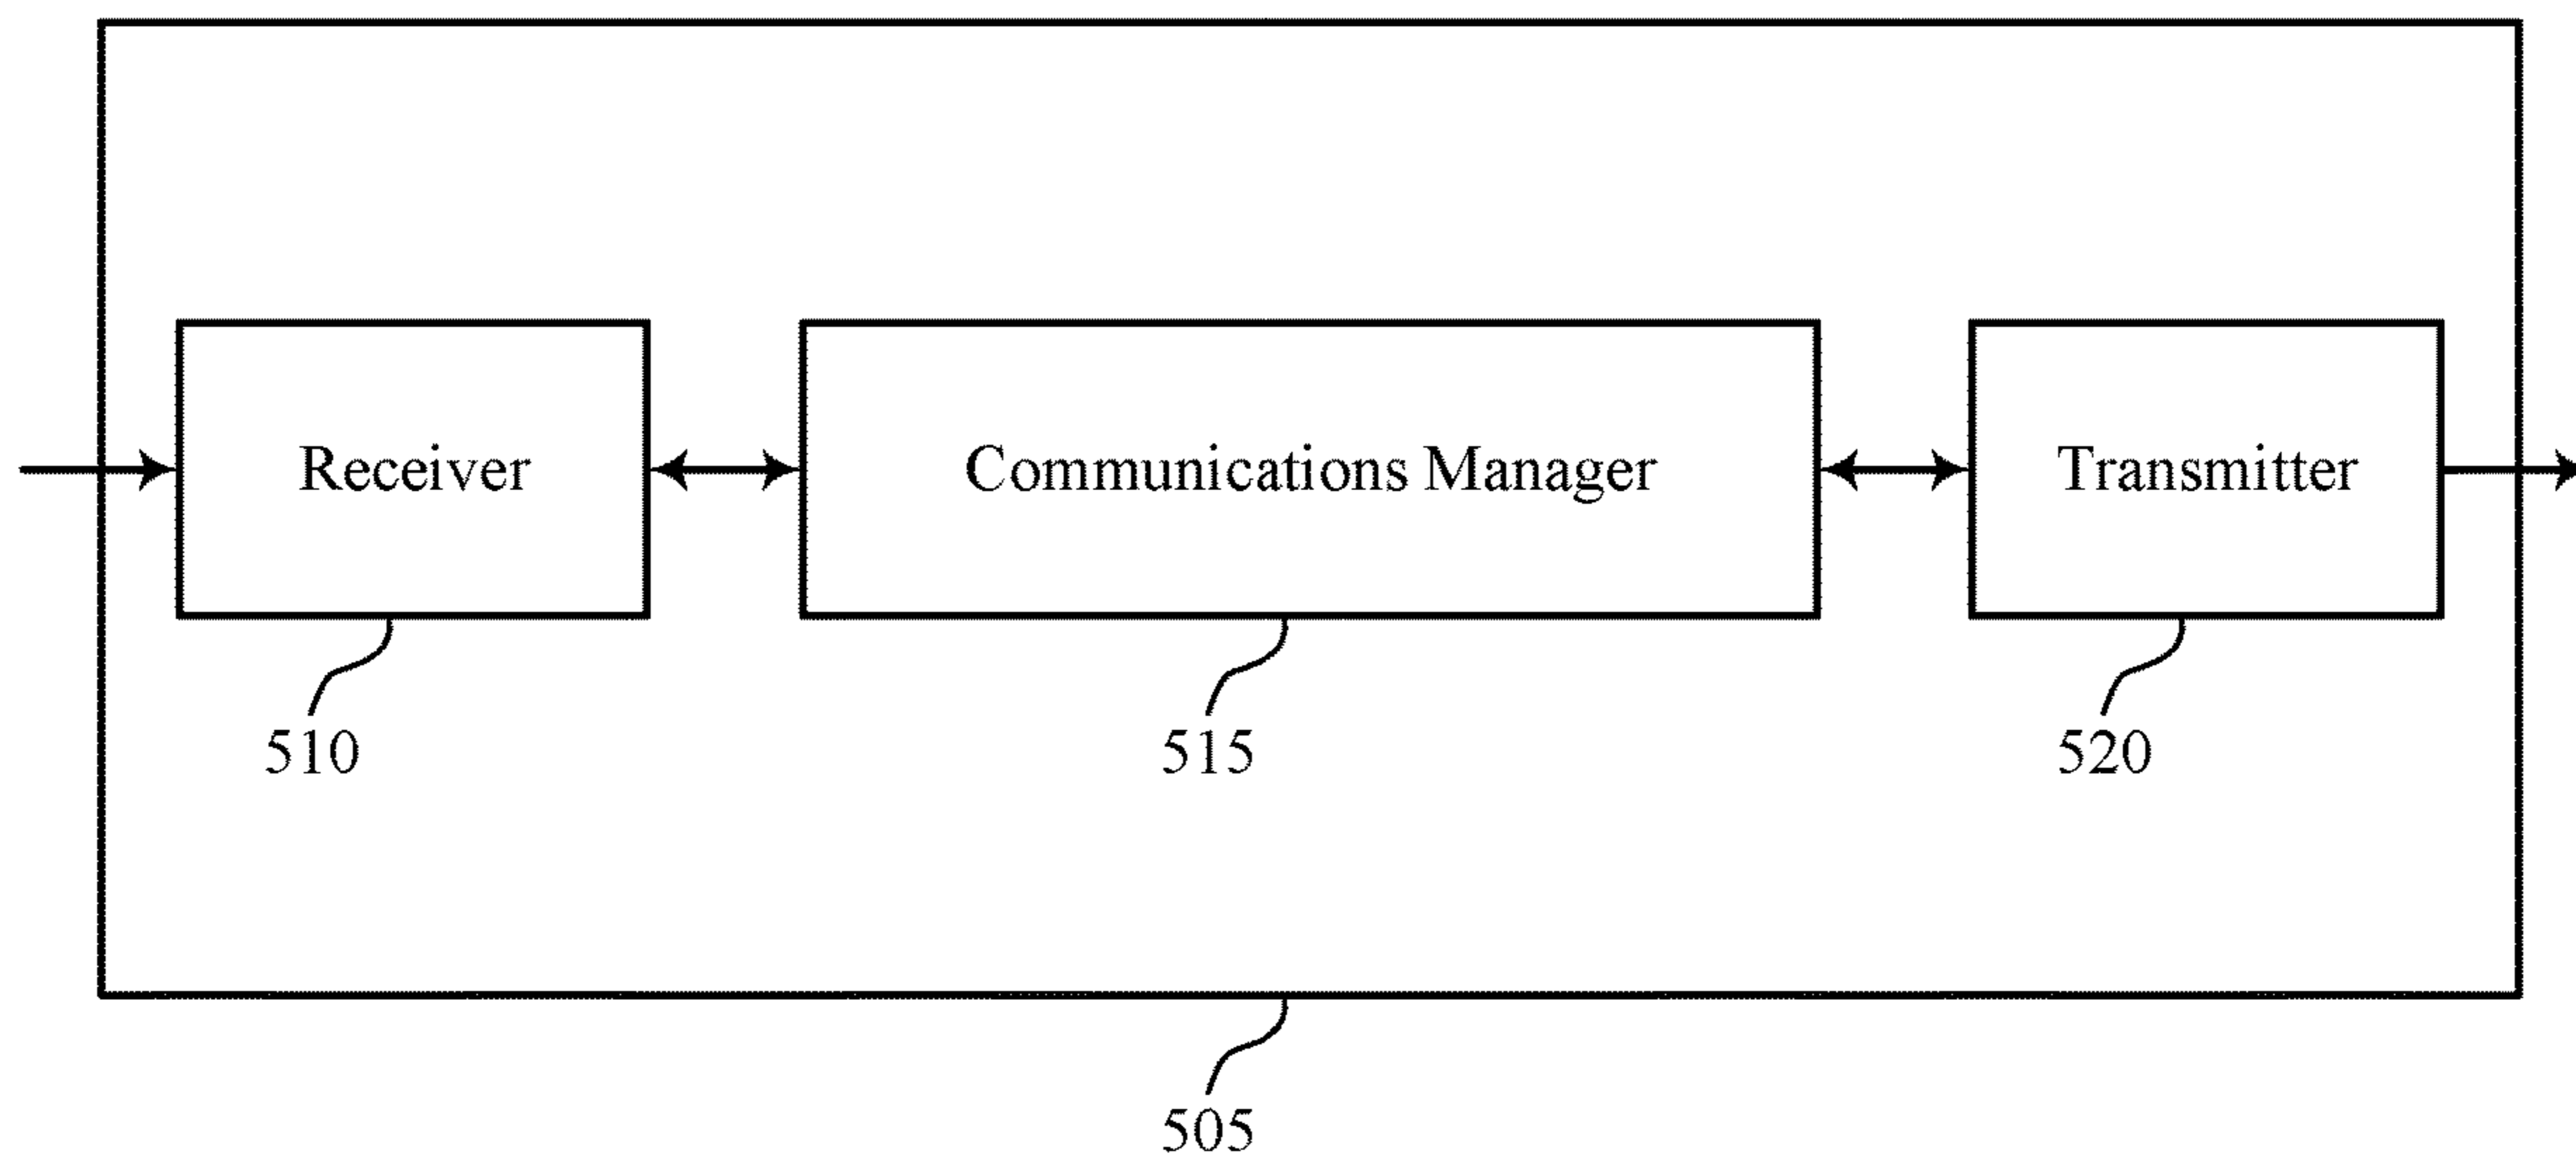 Receiver
Communications Manager
Transmitter
510
515
520
505